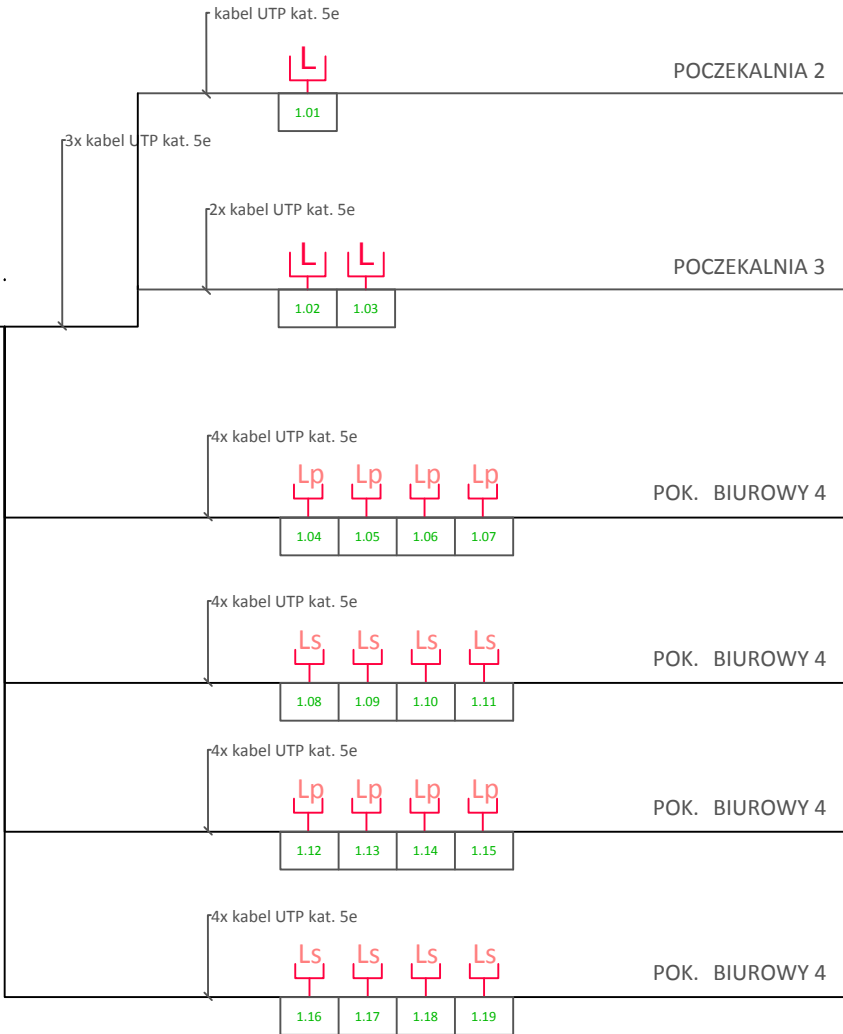 kabel UTP kat. 5e
L
POCZEKALNIA 2
1.01
3x kabel UTP kat. 5e
2x kabel UTP kat. 5e
L L
POCZEKALNIA 3
1.02 1.03
4x kabel UTP kat. 5e
Lp Lp Lp Lp
POK. BIUROWY 4
1.04 1.05 1.06 1.07
4x kabel UTP kat. 5e
Ls Ls Ls Ls
POK. BIUROWY 4
1.08 1.09 1.10 1.11
4x kabel UTP kat. 5e
Lp Lp Lp Lp
POK. BIUROWY 4
1.12 1.13 1.14 1.15
4x kabel UTP kat. 5e
Ls Ls Ls Ls
POK. BIUROWY 4
1.16 1.17 1.18 1.19